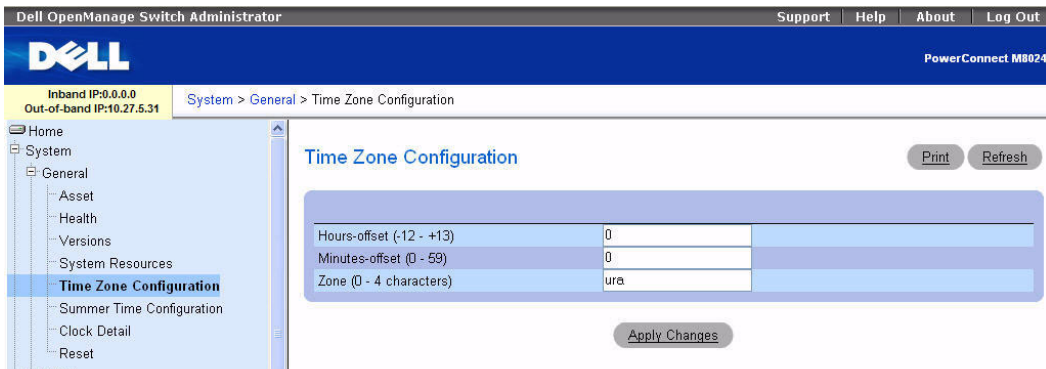 Dell OpenManage Switch Administrator
Support Help About Log Out
DELL
PowerConnect M8024
Inband IP:0.0.0.0
Out-of-band IP:10.27.5.31
System > General > Time Zone Configuration
Home
System
General
Asset
Health
Versions
System Resources
Time Zone Configuration
Summer Time Configuration
Clock Detail
Reset
Time Zone Configuration
Print Refresh
Hours-offset (-12 - +13) 0
Minutes-offset (0 - 59) 0
Zone (0 - 4 characters) ura
Apply Changes